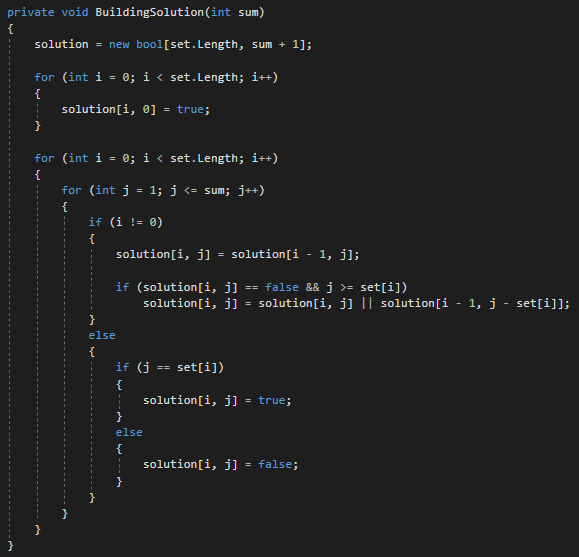 private void BuildingSolution(int sum)
{
    solution = new bool[set.Length, sum + 1];

    for (int i = 0; i < set.Length; i++)
    {
        solution[i, 0] = true;
    }

    for (int i = 0; i < set.Length; i++)
    {
        for (int j = 1; j <= sum; j++)
        {
            if (i != 0)
            {
                solution[i, j] = solution[i - 1, j];

                if (solution[i, j] == false && j >= set[i])
                    solution[i, j] = solution[i, j] || solution[i - 1, j - set[i]];
            }
            else
            {
                if (j == set[i])
                {
                    solution[i, j] = true;
                }
                else
                {
                    solution[i, j] = false;
                }
            }
        }
    }
}